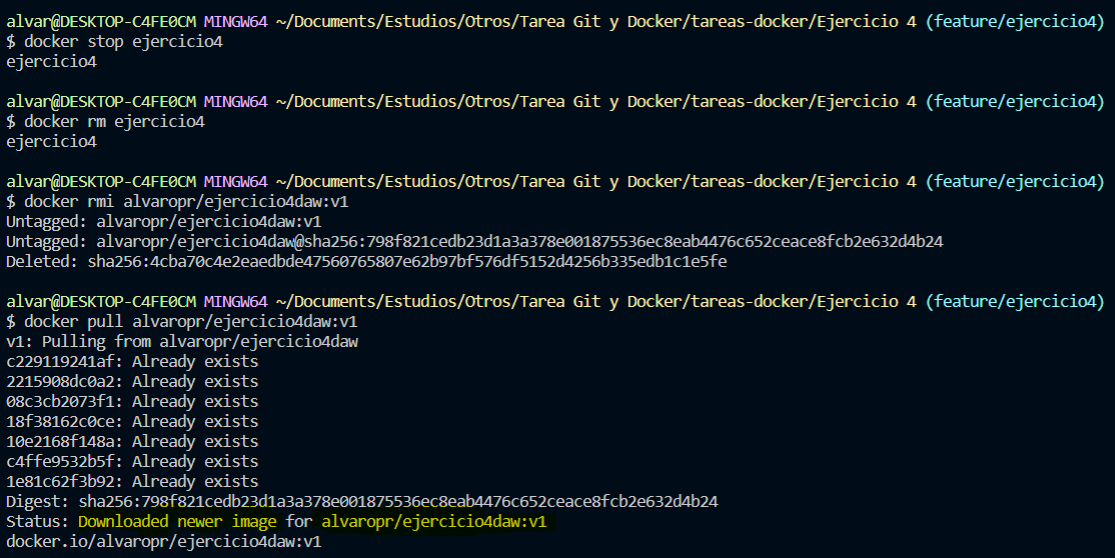 alvar@DESKTOP-C4FE0CM MINGW64 ~/Documents/Estudios/Otros/Tarea Git y Docker/tareas-docker/Ejercicio 4 (feature/ejercicio4)
$ docker stop ejercicio4
ejercicio4
alvar@DESKTOP-C4FE0CM MINGW64 ~/Documents/Estudios/Otros/Tarea Git y Docker/tareas-docker/Ejercicio 4 (feature/ejercicio4)
$ docker rm ejercicio4
ejercicio4
alvar@DESKTOP-C4FE0CM MINGW64 ~/Documents/Estudios/Otros/Tarea Git y Docker/tareas-docker/Ejercicio 4 (feature/ejercicio4)
$ docker rmi alvaropr/ejercicio4daw:v1
Untagged: alvaropr/ejercicio4daw:v1
Untagged: alvaropr/ejercicio4daw@sha256:798f821cedb23d1a3a378e001875536ec8eab4476c652ceace8fcb2e632d4b24
Deleted: sha256:4cba70c4e2eaedbde47560765807e62b97bf576df5152d4256b335edb1c1e5fe
alvar@DESKTOP-C4FE0CM MINGW64 ~/Documents/Estudios/Otros/Tarea Git y Docker/tareas-docker/Ejercicio 4 (feature/ejercicio4)
$ docker pull alvaropr/ejercicio4daw:v1
v1: Pulling from alvaropr/ejercicio4daw
c229119241af: Already exists
2215908dc0a2: Already exists
08c3cb2073f1: Already exists
18f38162c0ce: Already exists
10e2168f148a: Already exists
c4ffe9532b5f: Already exists
1e81c62f3b92: Already exists
Digest: sha256:798f821cedb23d1a3a378e001875536ec8eab4476c652ceace8fcb2e632d4b24
Status: Downloaded newer image for alvaropr/ejercicio4daw:v1
docker.io/alvaropr/ejercicio4daw:v1